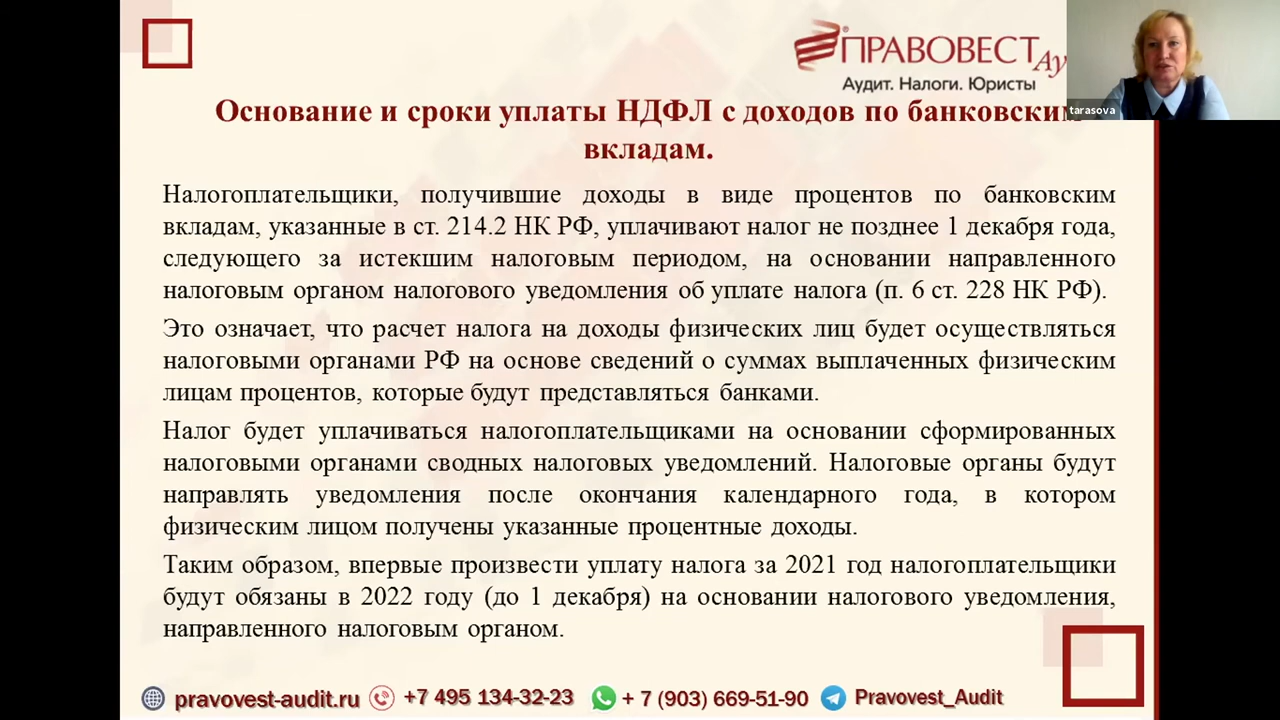 ПРАВОВЕСТ Ау
Аудит. Налоги. Юристы
tarasova
Основание и сроки уплаты НДФЛ с доходов по банковским
вкладам.
Налогоплательщики, получившие доходы в виде процентов по банковским
вкладам, указанные в ст. 214.2 НК РФ, уплачивают налог не позднее 1 декабря года,
следующего за истекшим налоговым периодом, на основании направленного
налоговым органом налогового уведомления об уплате налога (п. 6 ст. 228 НК РФ).
Это означает, что расчет налога на доходы физических лиц будет осуществляться
налоговыми органами РФ на основе сведений о суммах выплаченных физическим
лицам процентов, которые будут представляться банками.
Налог будет уплачиваться налогоплательщиками на основании сформированных
налоговыми органами сводных налоговых уведомлений. Налоговые органы будут
направлять уведомления после окончания календарного года, в котором
физическим лицом получены указанные процентные доходы.
Таким образом, впервые произвести уплату налога за 2021 год налогоплательщики
будут обязаны в 2022 году (до 1 декабря) на основании налогового уведомления,
направленного налоговым органом.
pravovest-audit.ru +7 495 134-32-23 + 7 (903) 669-51-90 Pravovest_Audit